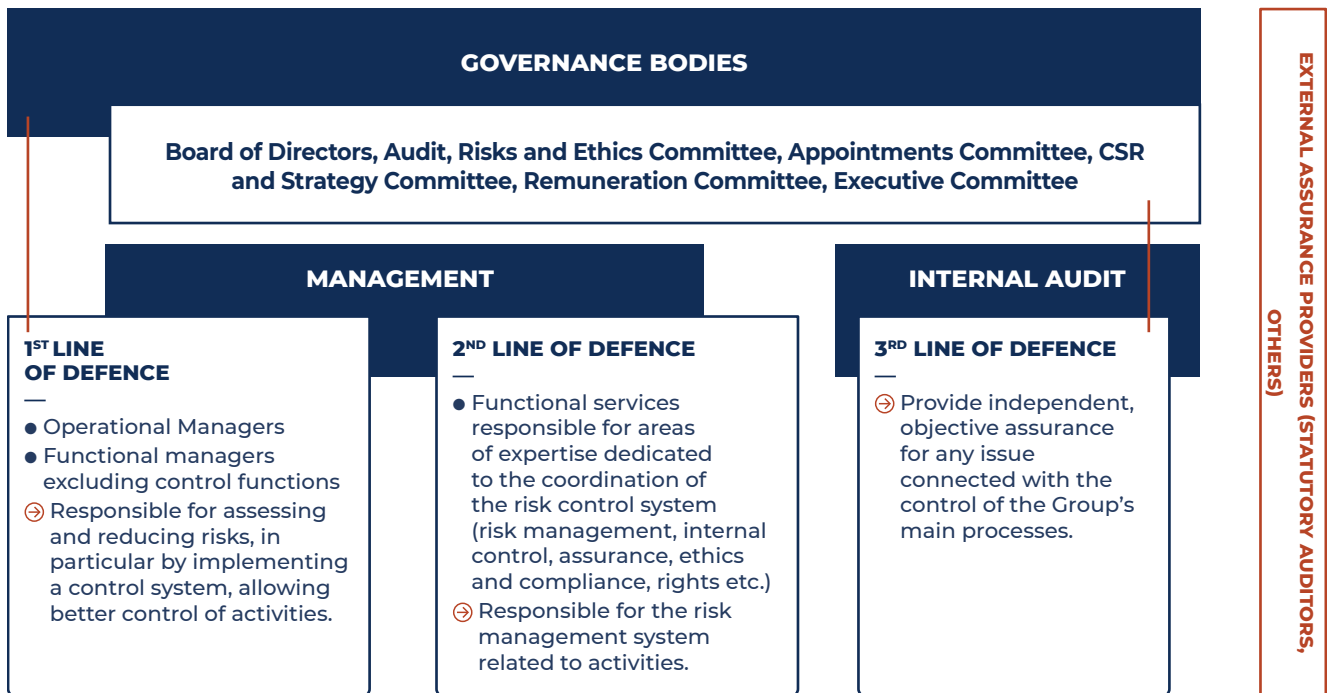 GOVERNANCE BODIES
Board of Directors, Audit, Risks and Ethics Committee, Appointments Committee, CSR
and Strategy Committee, Remuneration Committee, Executive Committee
MANAGEMENT
1ST LINE
OF DEFENCE
—
● Operational Managers
● Functional managers
excluding control functions
→ Responsible for assessing
and reducing risks, in
particular by implementing
a control system, allowing
better control of activities.
2ND LINE OF DEFENCE
—
● Functional services
responsible for areas
of expertise dedicated
to the coordination of
the risk control system
(risk management, internal
control, assurance, ethics
and compliance, rights etc.)
→ Responsible for the risk
management system
related to activities.
INTERNAL AUDIT
3RD LINE OF DEFENCE
—
→ Provide independent,
objective assurance
for any issue
connected with the
control of the Group’s
main processes.
EXTERNAL ASSURANCE PROVIDERS (STATUTORY AUDITORS,
OTHERS)